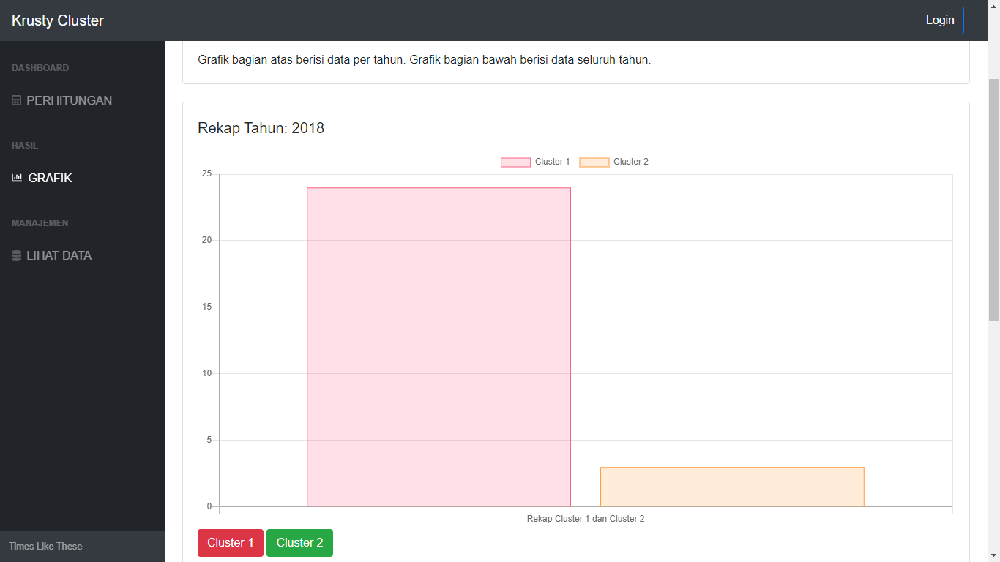 Krusty Cluster
Login
DASHBOARD
PERHITUNGAN
HASIL
GRAFIK
MANAJEMEN
LIHAT DATA
Times Like These
Grafik bagian atas berisi data per tahun. Grafik bagian bawah berisi data seluruh tahun.
Rekap Tahun: 2018
Cluster 1 Cluster 2
25
20
15
10
5
0
Rekap Cluster 1 dan Cluster 2
Cluster 1 Cluster 2